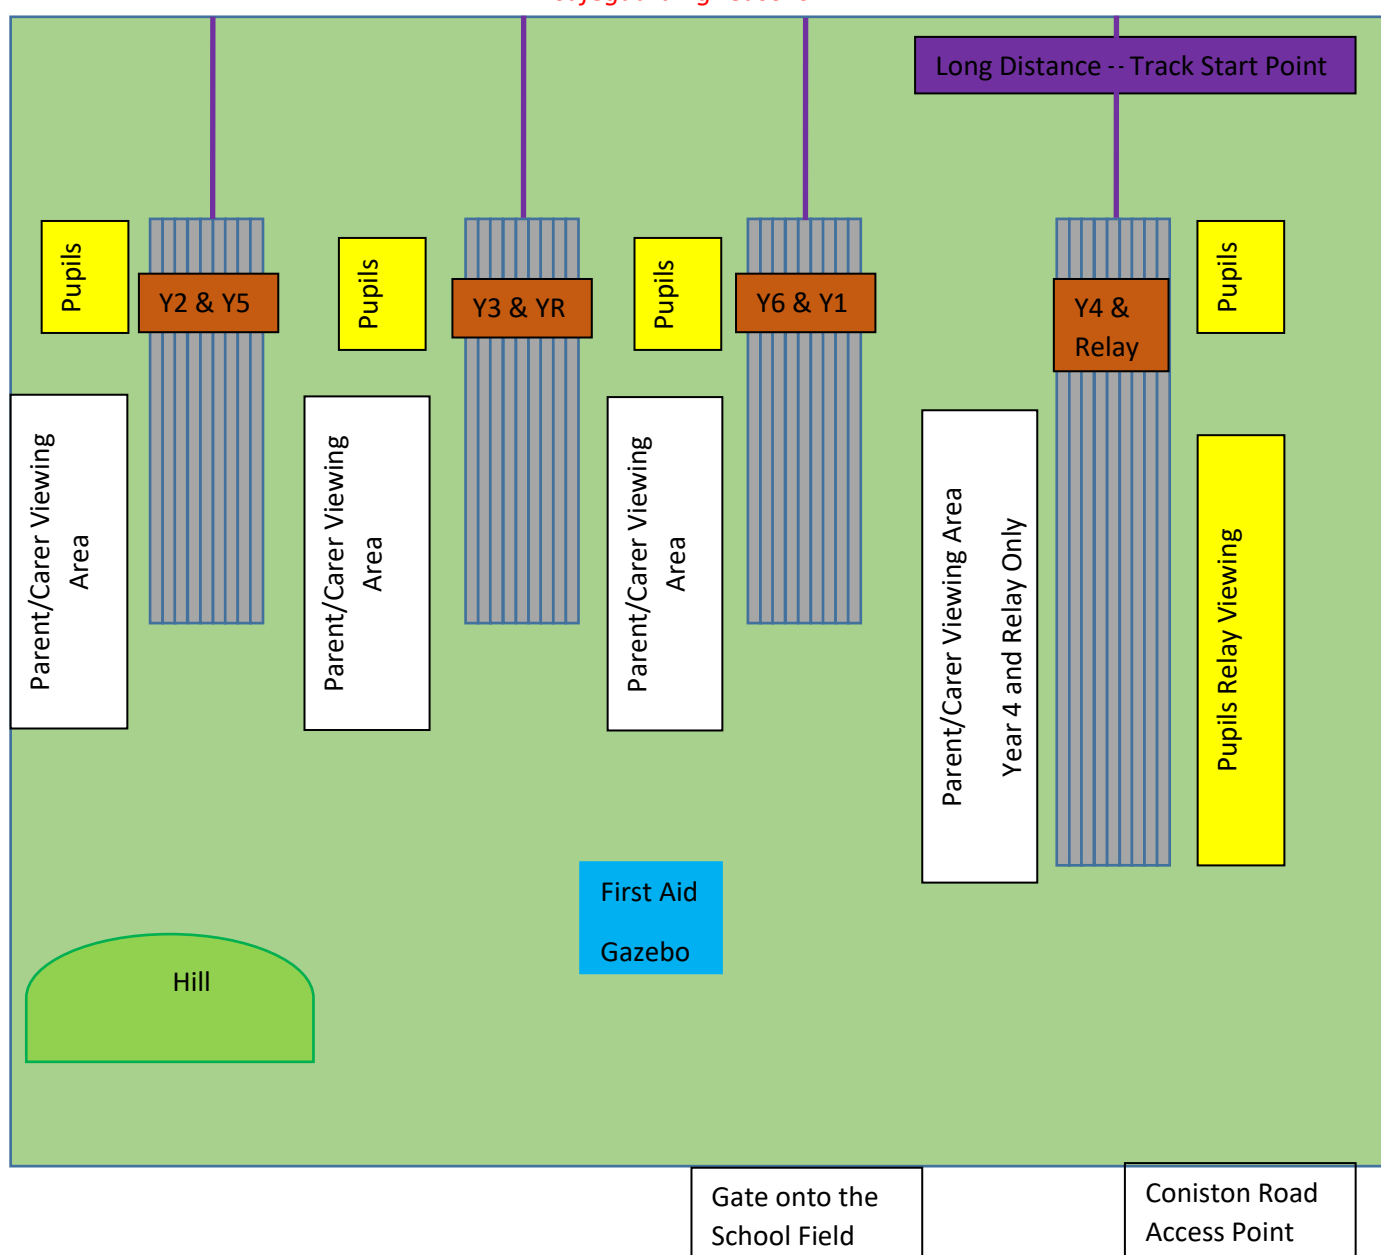 Long Distance -- Track Start Point
Pupils
Y2 & Y5
Pupils
Y3 & YR
Pupils
Y6 & Y1
Y4 &
Relay
Pupils
Parent/Carer Viewing
Area
Parent/Carer Viewing
Area
Parent/Carer Viewing
Area
Parent/Carer Viewing Area
Year 4 and Relay Only
Pupils Relay Viewing
First Aid
Gazebo
Hill
Gate onto the
School Field
Coniston Road
Access Point